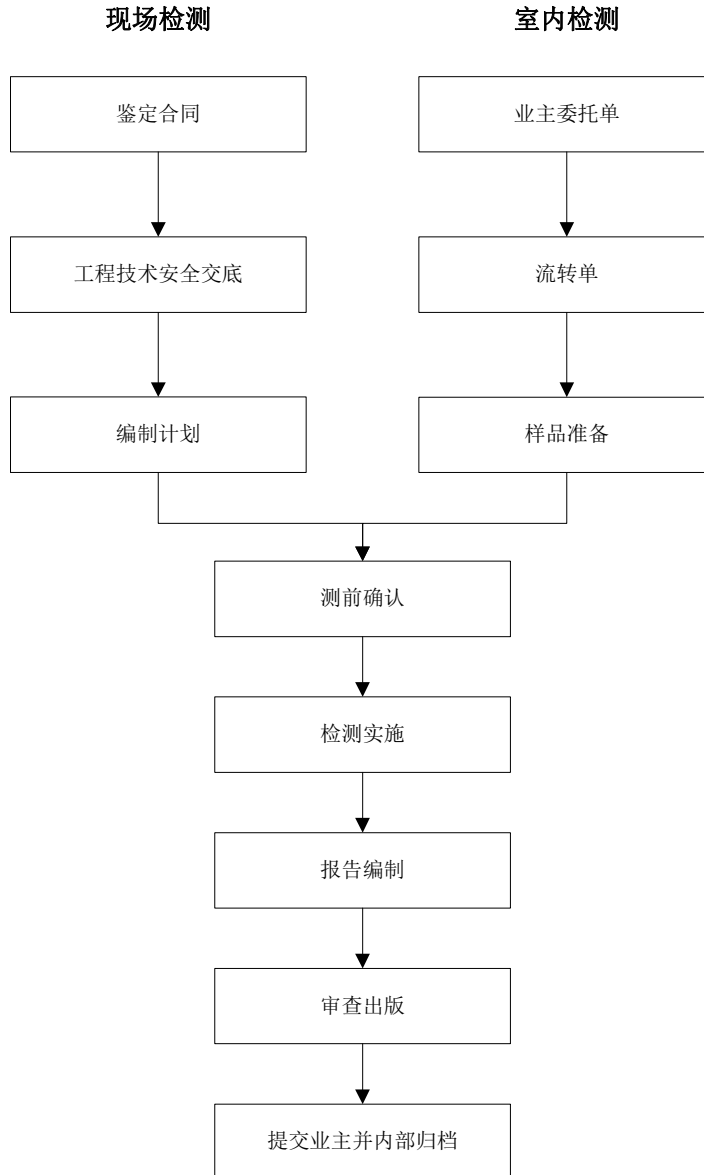 现场检测
室内检测
鉴定合同
业主委托单
工程技术安全交底
流转单
编制计划
样品准备
测前确认
检测实施
报告编制
审查出版
提交业主并内部归档